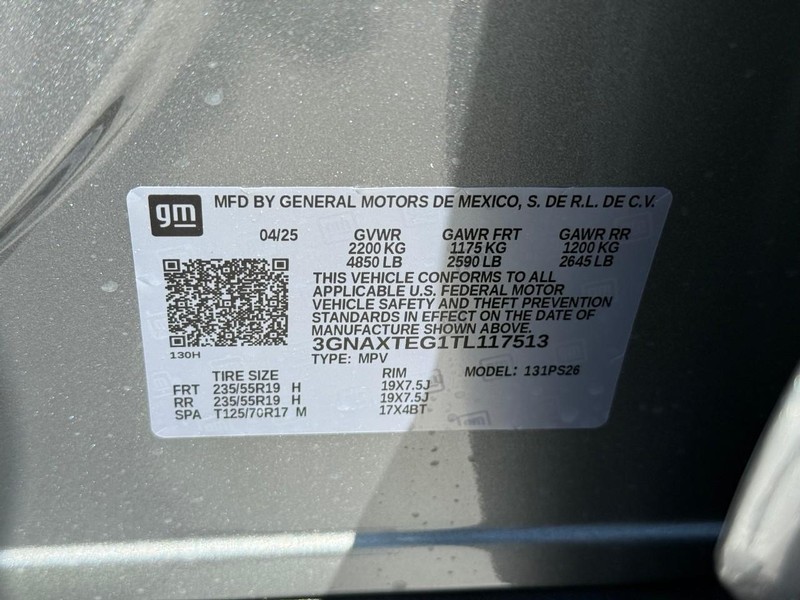 gm
MFD BY GENERAL MOTORS DE MEXICO, S. DE R.L. DE C.V.
04/25 GVWR GAWR FRT GAWR RR
2200 KG 1175 KG 1200 KG
4850 LB 2590 LB 2645 LB
THIS VEHICLE CONFORMS TO ALL
APPLICABLE U.S. FEDERAL MOTOR
VEHICLE SAFETY AND THEFT PREVENTION
STANDARDS IN EFFECT ON THE DATE OF
MANUFACTURE SHOWN ABOVE.
3GNAXTEG1TL117513
130H
TYPE: MPV
TIRE SIZE RIM MODEL: 131PS26
FRT 235/55R19 H 19X7.5J
RR 235/55R19 H 19X7.5J
SPA T125/70R17 M 17X4BT